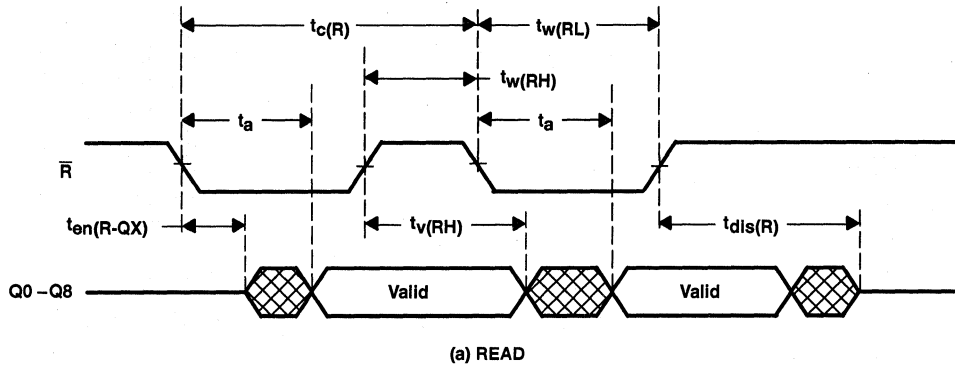 tc(R)
tw(RL)
tw(RH)
ta
ta
R̅
ten(R-QX)
tv(RH)
tdis(R)
Q0–Q8
Valid
Valid
(a) READ